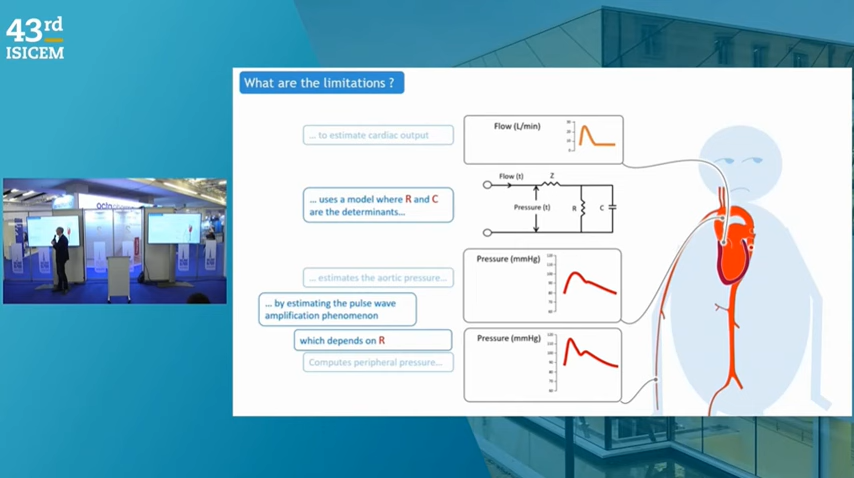 43rd
ISICEM
What are the limitations ?
... to estimate cardiac output
Flow (L/min)
Flow (t)
Z
... uses a model where R and C
are the determinants...
Pressure (t)
R
C
... estimates the aortic pressure...
Pressure (mmHg)
... by estimating the pulse wave
amplification phenomenon
which depends on R
Computes peripheral pressure...
Pressure (mmHg)